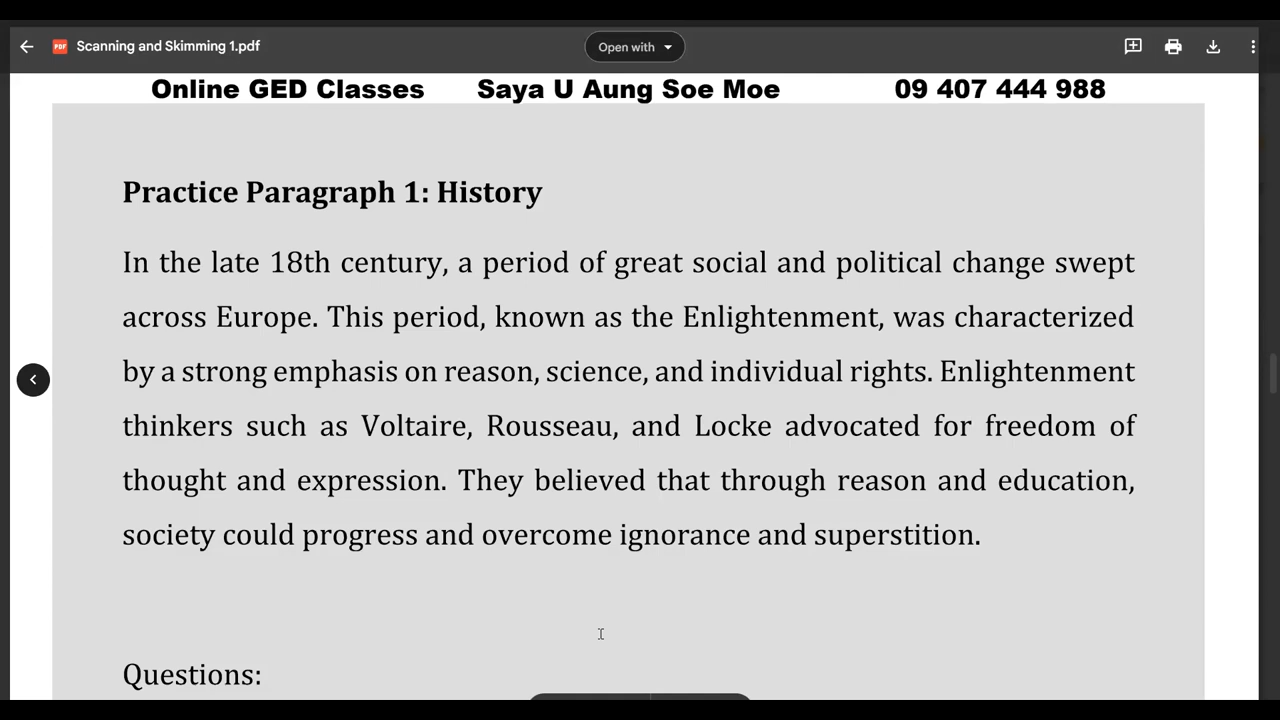 Scanning and Skimming 1.pdf
Open with
Online GED Classes Saya U Aung Soe Moe 09 407 444 988
Practice Paragraph 1: History
In the late 18th century, a period of great social and political change swept
across Europe. This period, known as the Enlightenment, was characterized
by a strong emphasis on reason, science, and individual rights. Enlightenment
thinkers such as Voltaire, Rousseau, and Locke advocated for freedom of
thought and expression. They believed that through reason and education,
society could progress and overcome ignorance and superstition.
Questions: